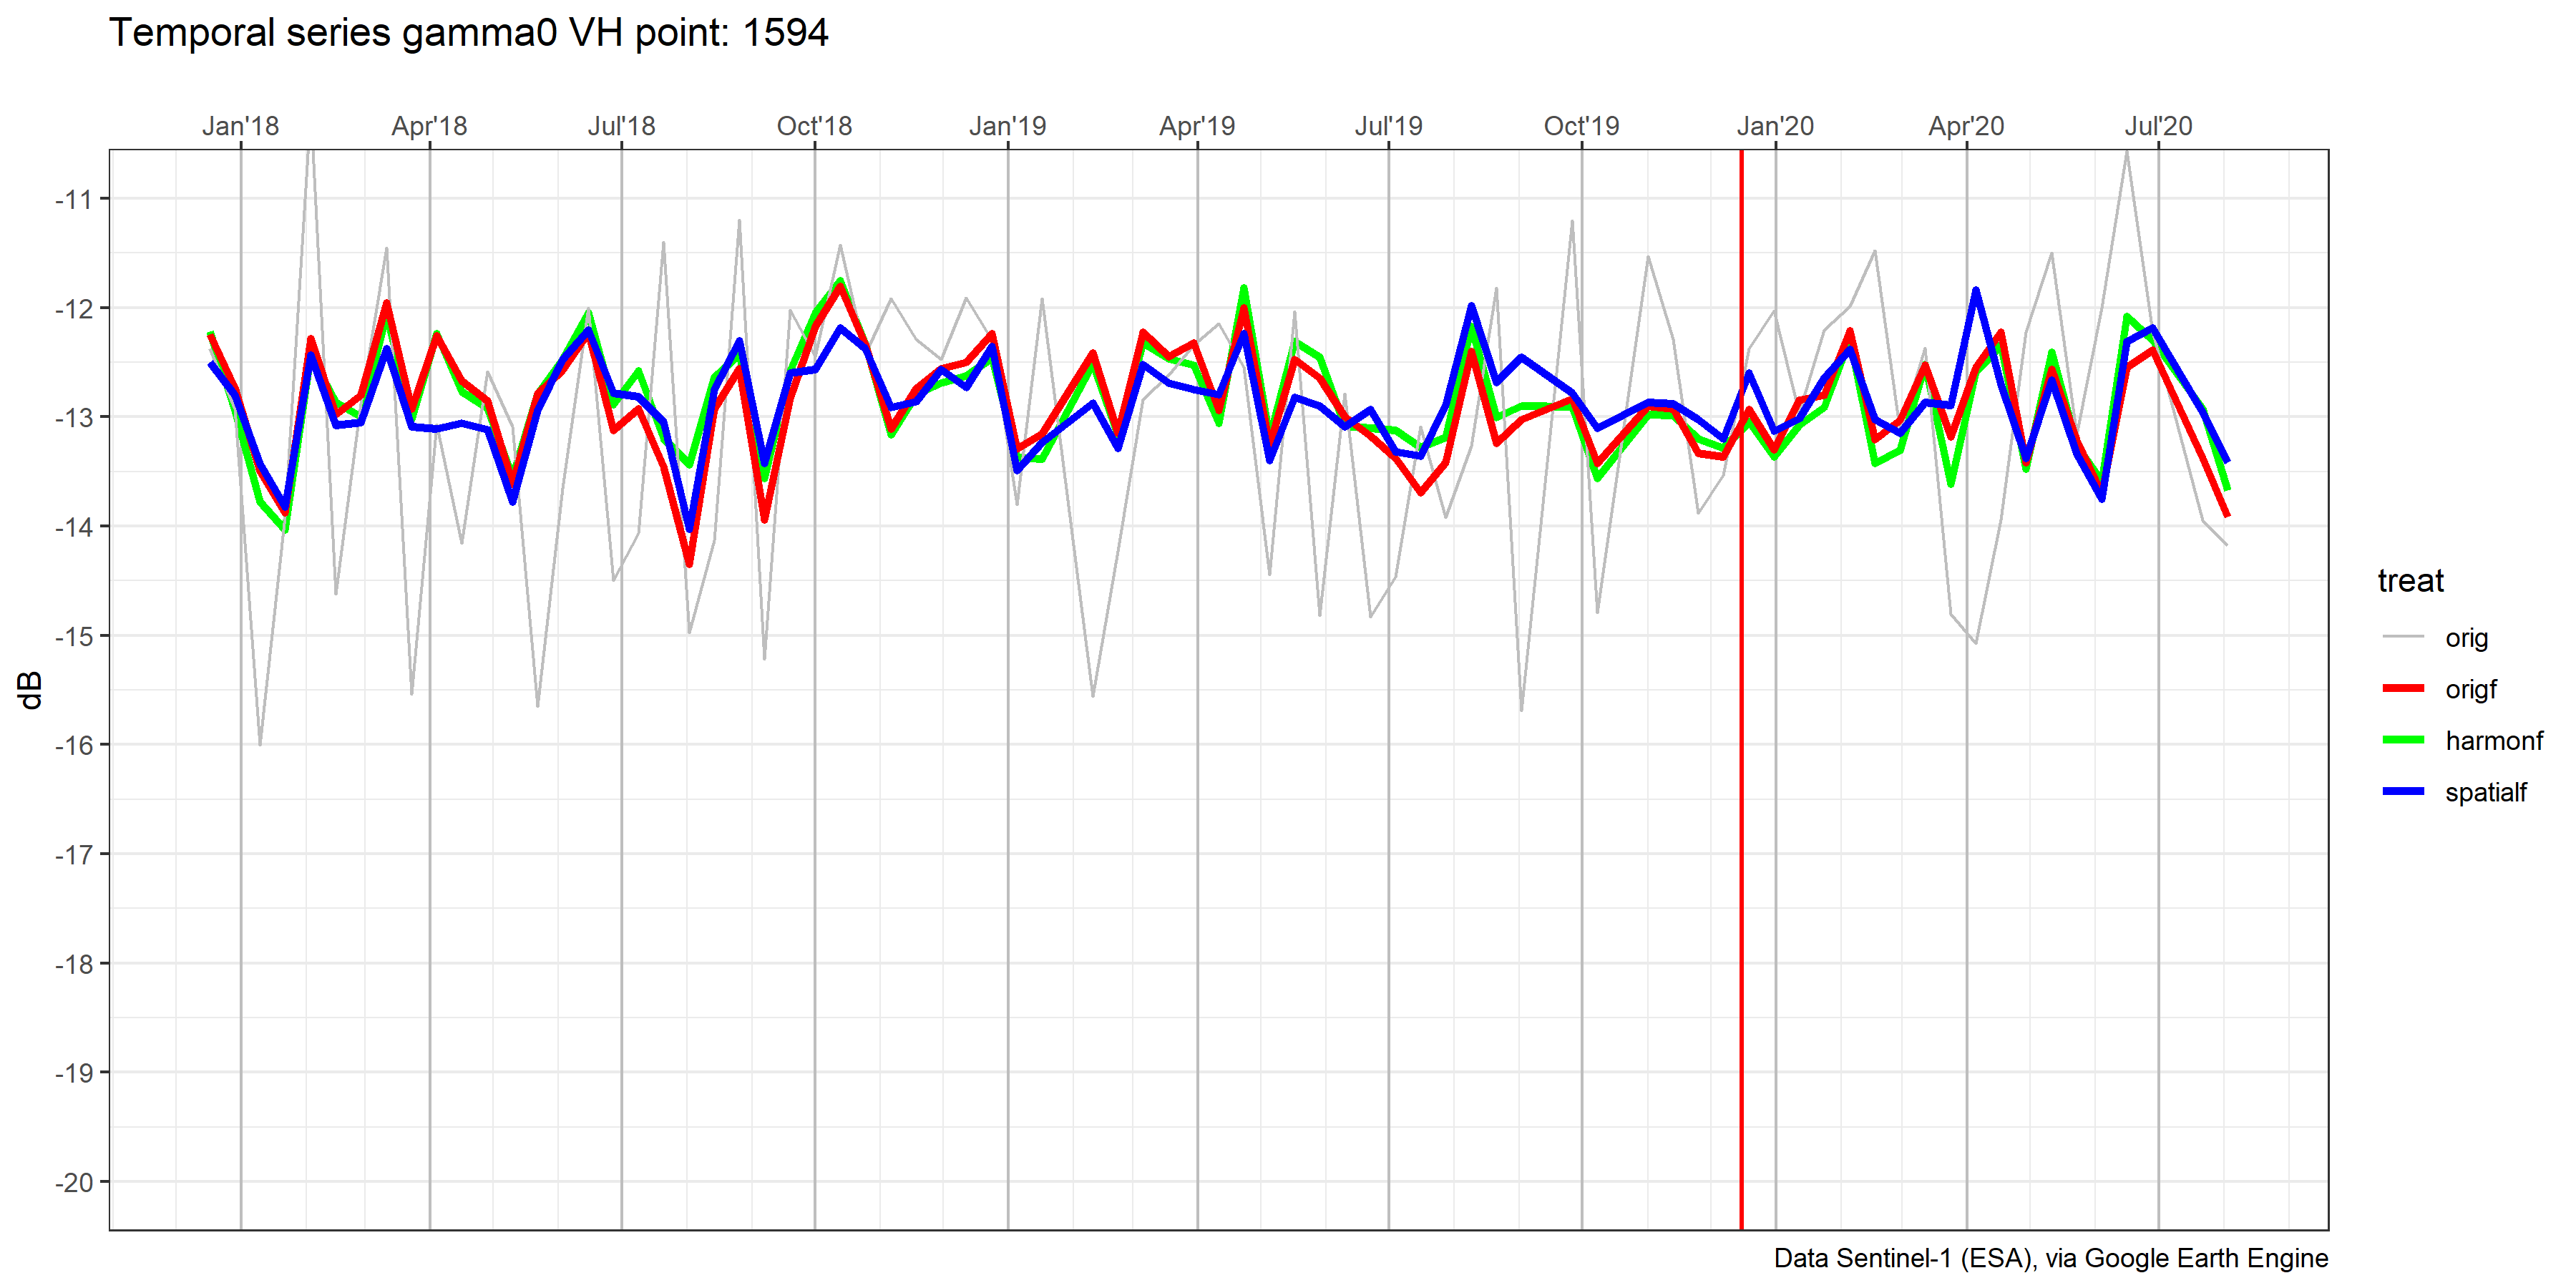 Temporal series gamma0 VH point: 1594
Jan'18 Apr'18 Jul'18 Oct'18 Jan'19 Apr'19 Jul'19 Oct'19 Jan'20 Apr'20 Jul'20
-11
-12
-13
-14
-15
-16
-17
-18
-19
-20
dB
treat
orig
origf
harmonf
spatialf
Data Sentinel-1 (ESA), via Google Earth Engine